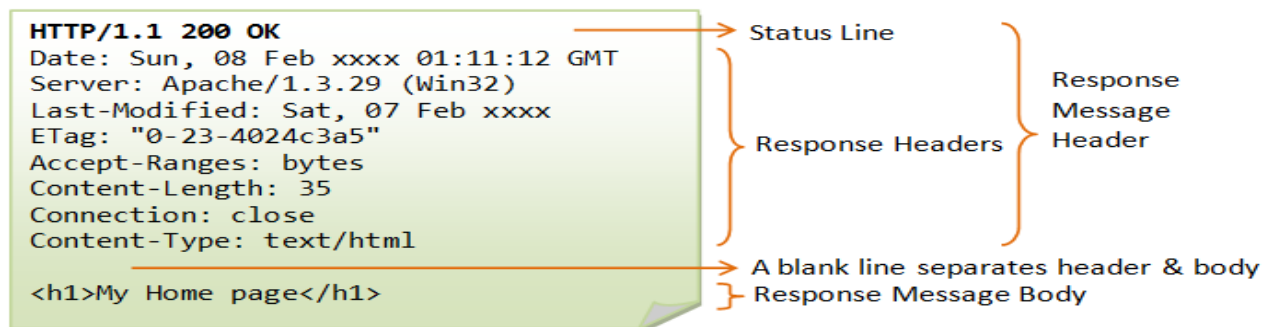 HTTP/1.1 200 OK
Date: Sun, 08 Feb xxxx 01:11:12 GMT
Server: Apache/1.3.29 (Win32)
Last-Modified: Sat, 07 Feb xxxx
ETag: "0-23-4024c3a5"
Accept-Ranges: bytes
Content-Length: 35
Connection: close
Content-Type: text/html
<h1>My Home page</h1>
Status Line
Response Headers
Response
Message
Header
A blank line separates header & body
Response Message Body